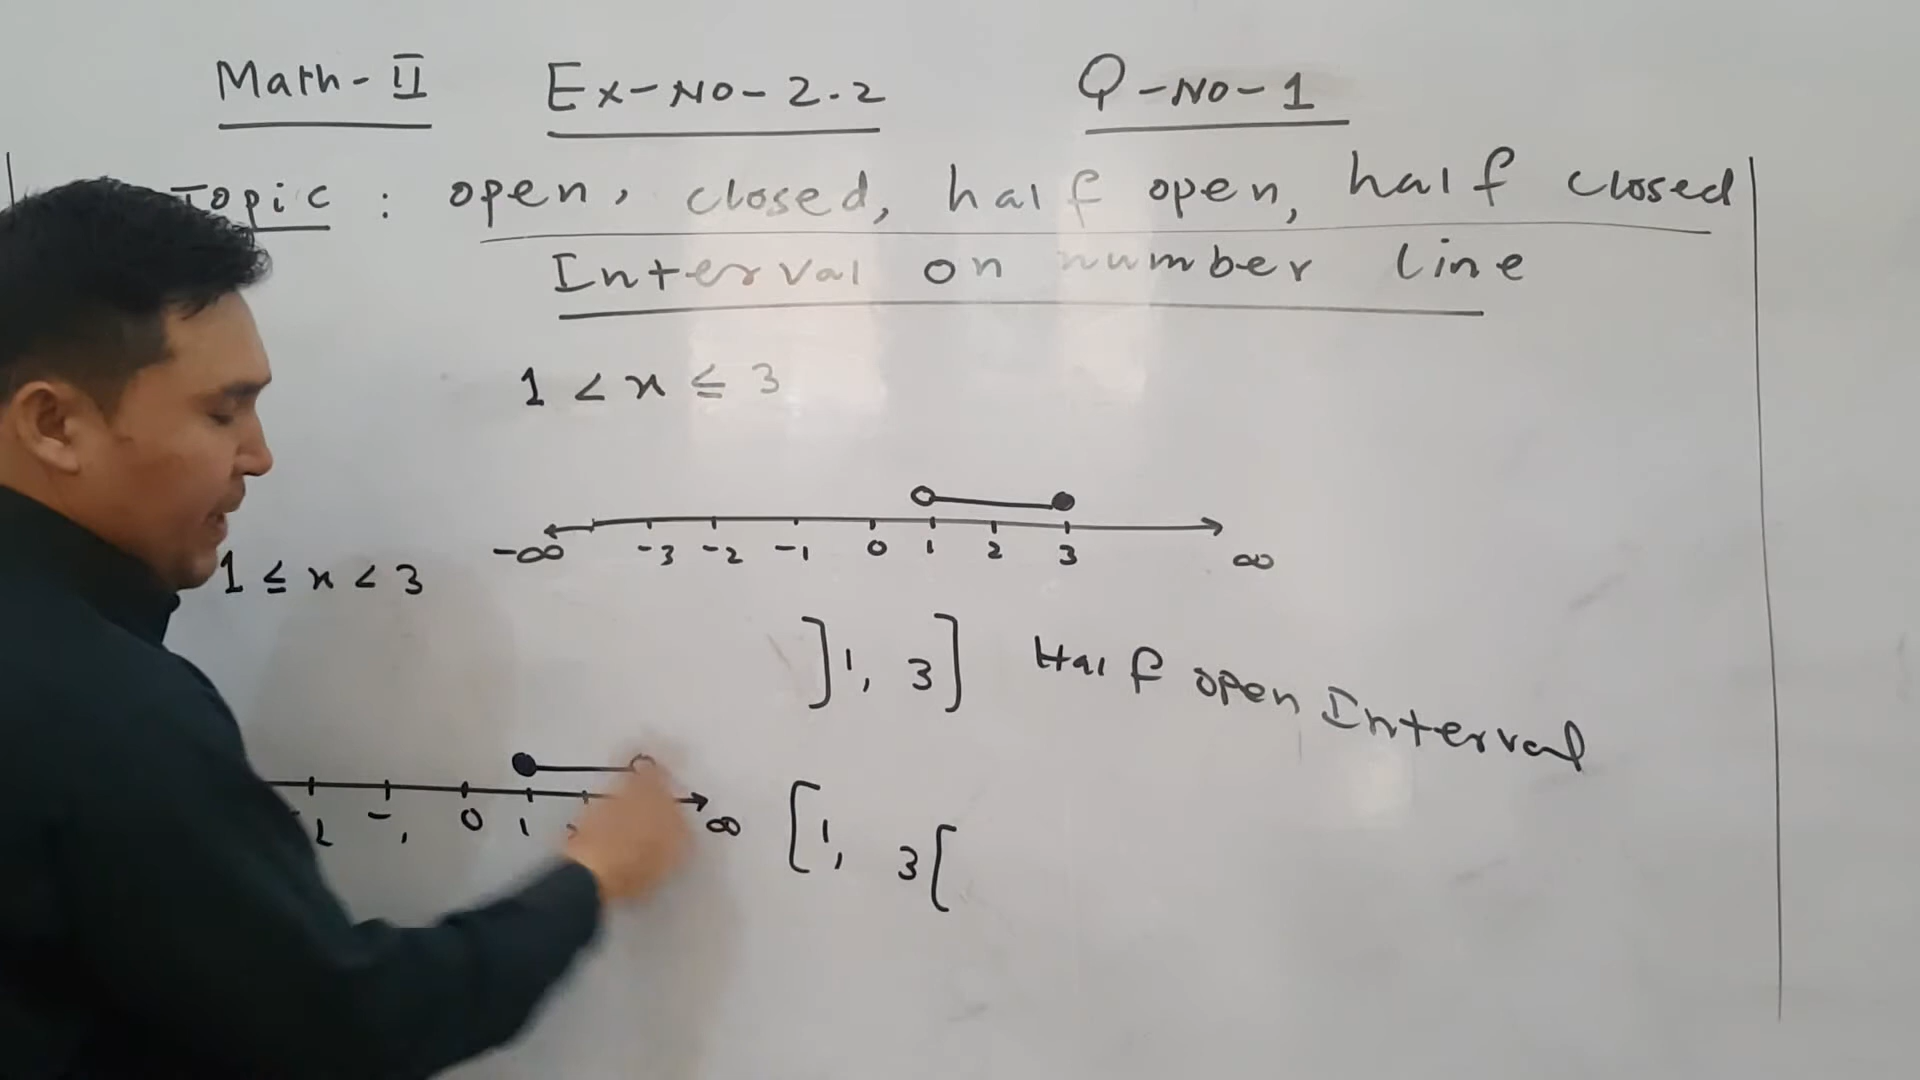 Math-II Ex-No-2.2 Q-No-1
Topic: open, closed, half open, half closed
Interval on number line
1 < x ≤ 3
-∞ -3 -2 -1 0 1 2 3 ∞
1 ≤ x < 3
]1, 3] Half open Interval
-1 0 1 ∞
[1, 3[